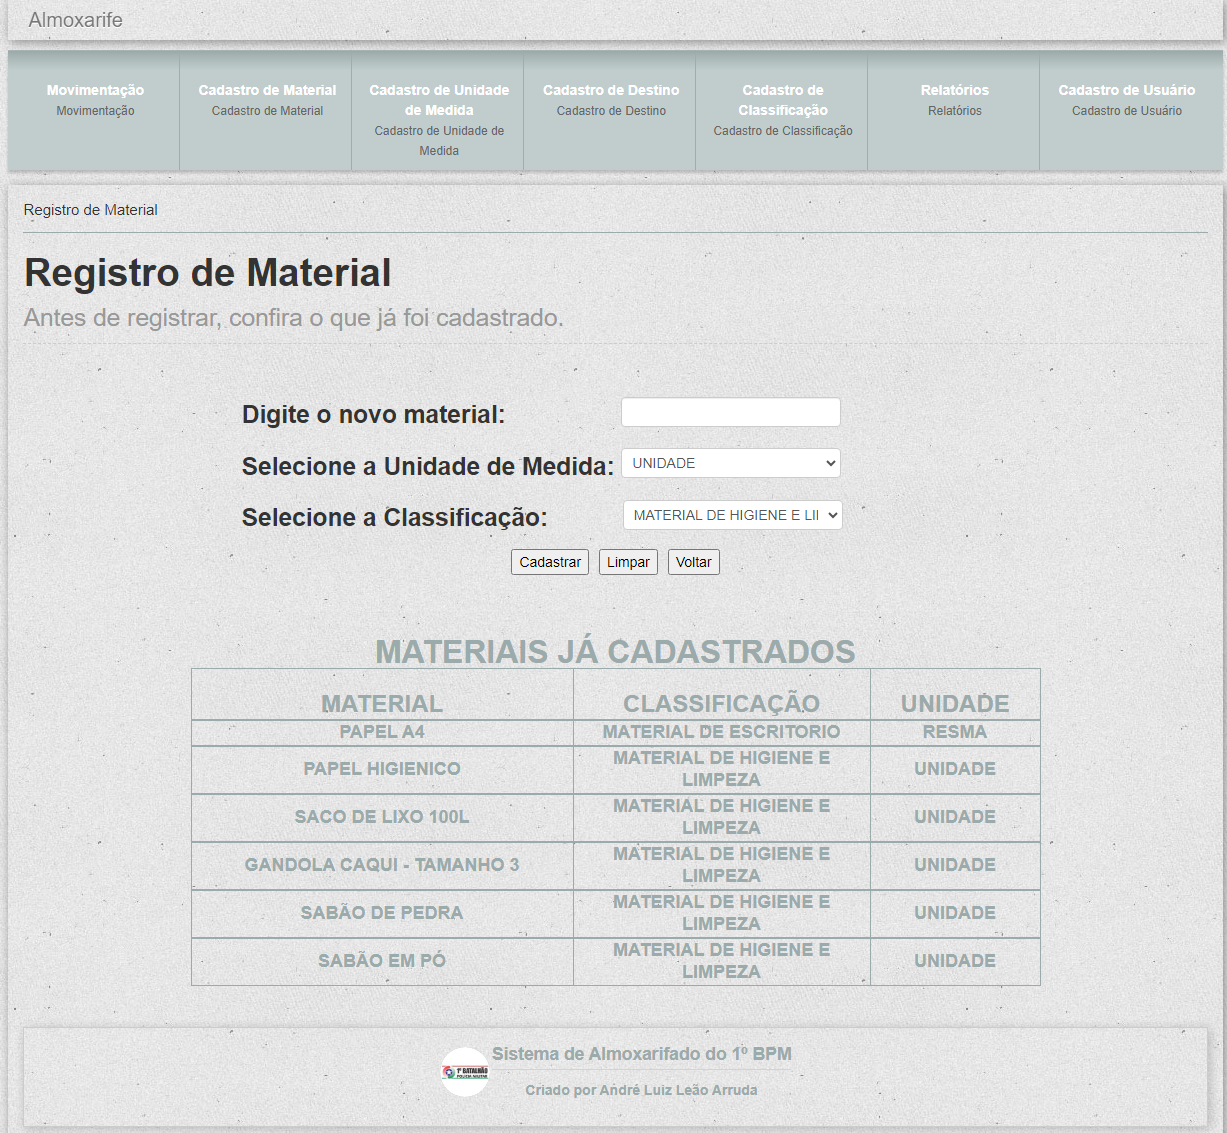 Almoxarife
Movimentação
Movimentação
Cadastro de Material
Cadastro de Material
Cadastro de Unidade
de Medida
Cadastro de Unidade de
Medida
Cadastro de Destino
Cadastro de Destino
Cadastro de
Classificação
Cadastro de Classificação
Relatórios
Relatórios
Cadastro de Usuário
Cadastro de Usuário
Registro de Material
Registro de Material
Antes de registrar, confira o que já foi cadastrado.
Digite o novo material:
Selecione a Unidade de Medida: UNIDADE
Selecione a Classificação: MATERIAL DE HIGIENE E LI
Cadastrar Limpar Voltar
MATERIAIS JÁ CADASTRADOS
MATERIAL CLASSIFICAÇÃO UNIDADE
PAPEL A4 MATERIAL DE ESCRITORIO RESMA
PAPEL HIGIENICO MATERIAL DE HIGIENE E
LIMPEZA UNIDADE
SACO DE LIXO 100L MATERIAL DE HIGIENE E
LIMPEZA UNIDADE
GANDOLA CAQUI - TAMANHO 3 MATERIAL DE HIGIENE E
LIMPEZA UNIDADE
SABÃO DE PEDRA MATERIAL DE HIGIENE E
LIMPEZA UNIDADE
SABÃO EM PÓ MATERIAL DE HIGIENE E
LIMPEZA UNIDADE
1º BATALHÃO
POLÍCIA MILITAR
Sistema de Almoxarifado do 1º BPM
Criado por André Luiz Leão Arruda